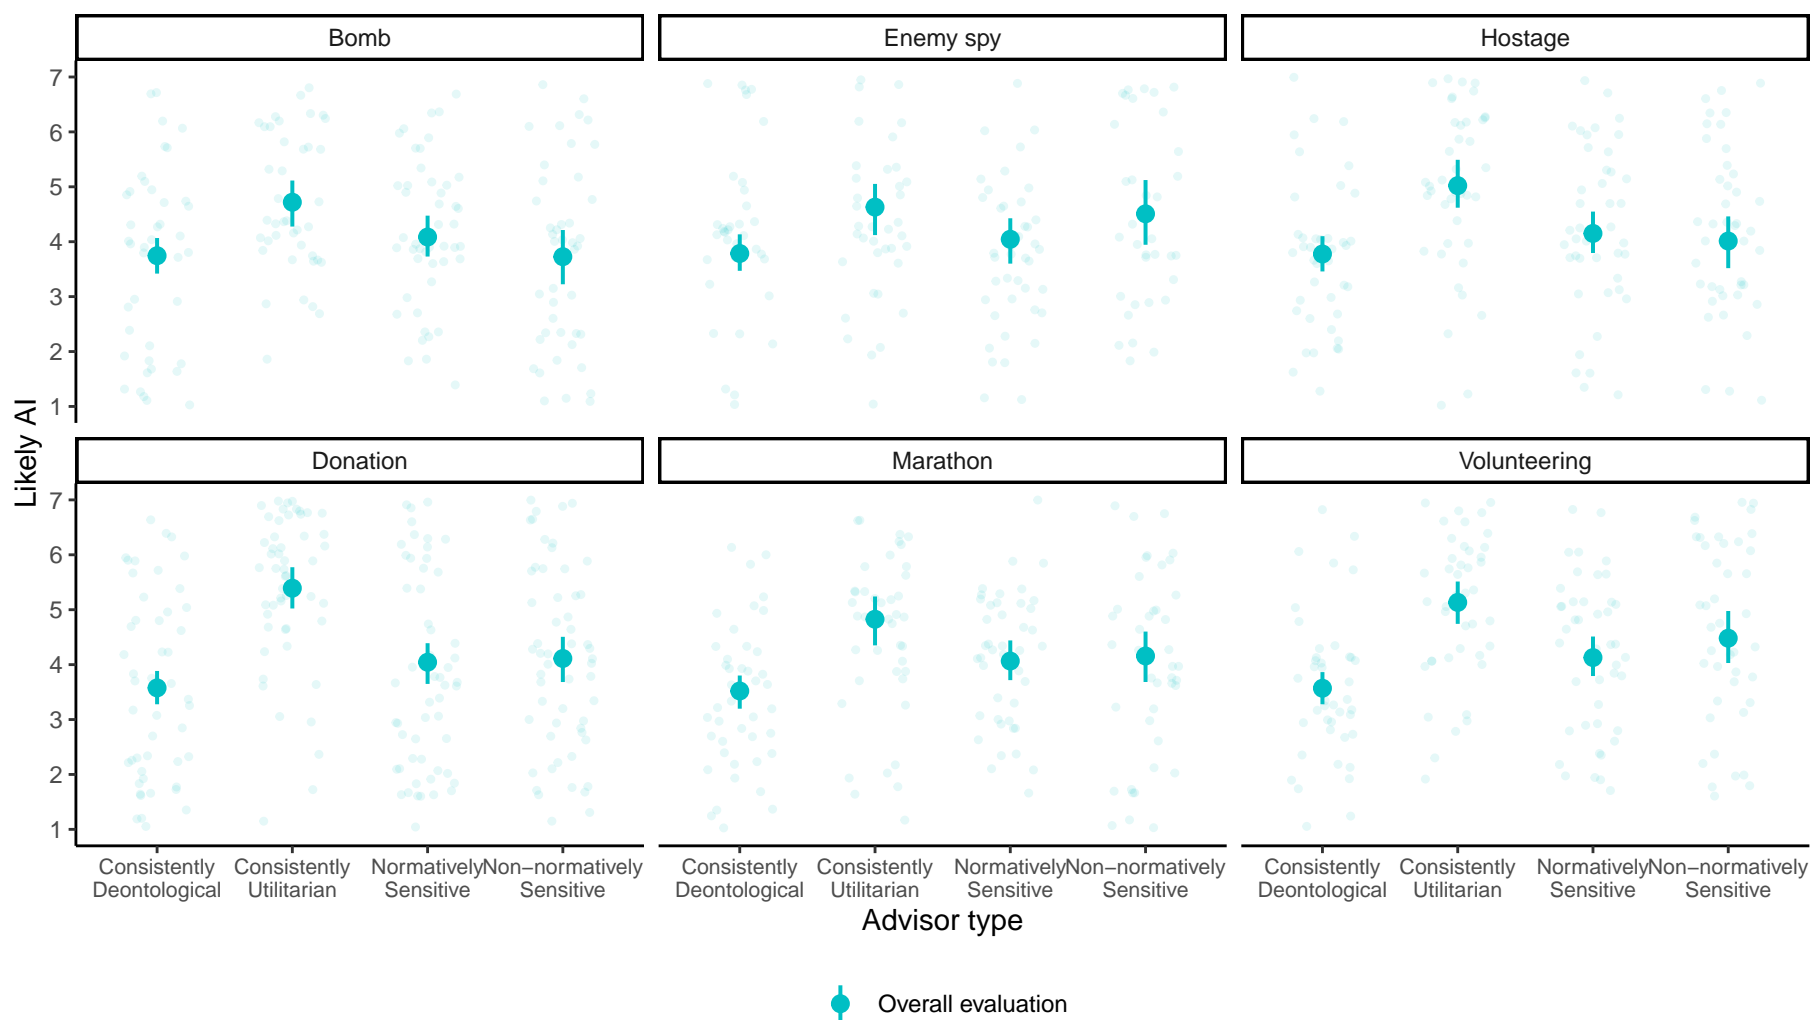 Bomb
Enemy spy
Hostage
7
6
5
4
3
2
1
Donation
Marathon
Volunteering
7
6
5
4
3
2
1
Likely AI
Consistently Deontological
Consistently Utilitarian
Normatively Sensitive
Non−normatively Sensitive
Consistently Deontological
Consistently Utilitarian
Normatively Sensitive
Non−normatively Sensitive
Consistently Deontological
Consistently Utilitarian
Normatively Sensitive
Non−normatively Sensitive
Advisor type
Overall evaluation